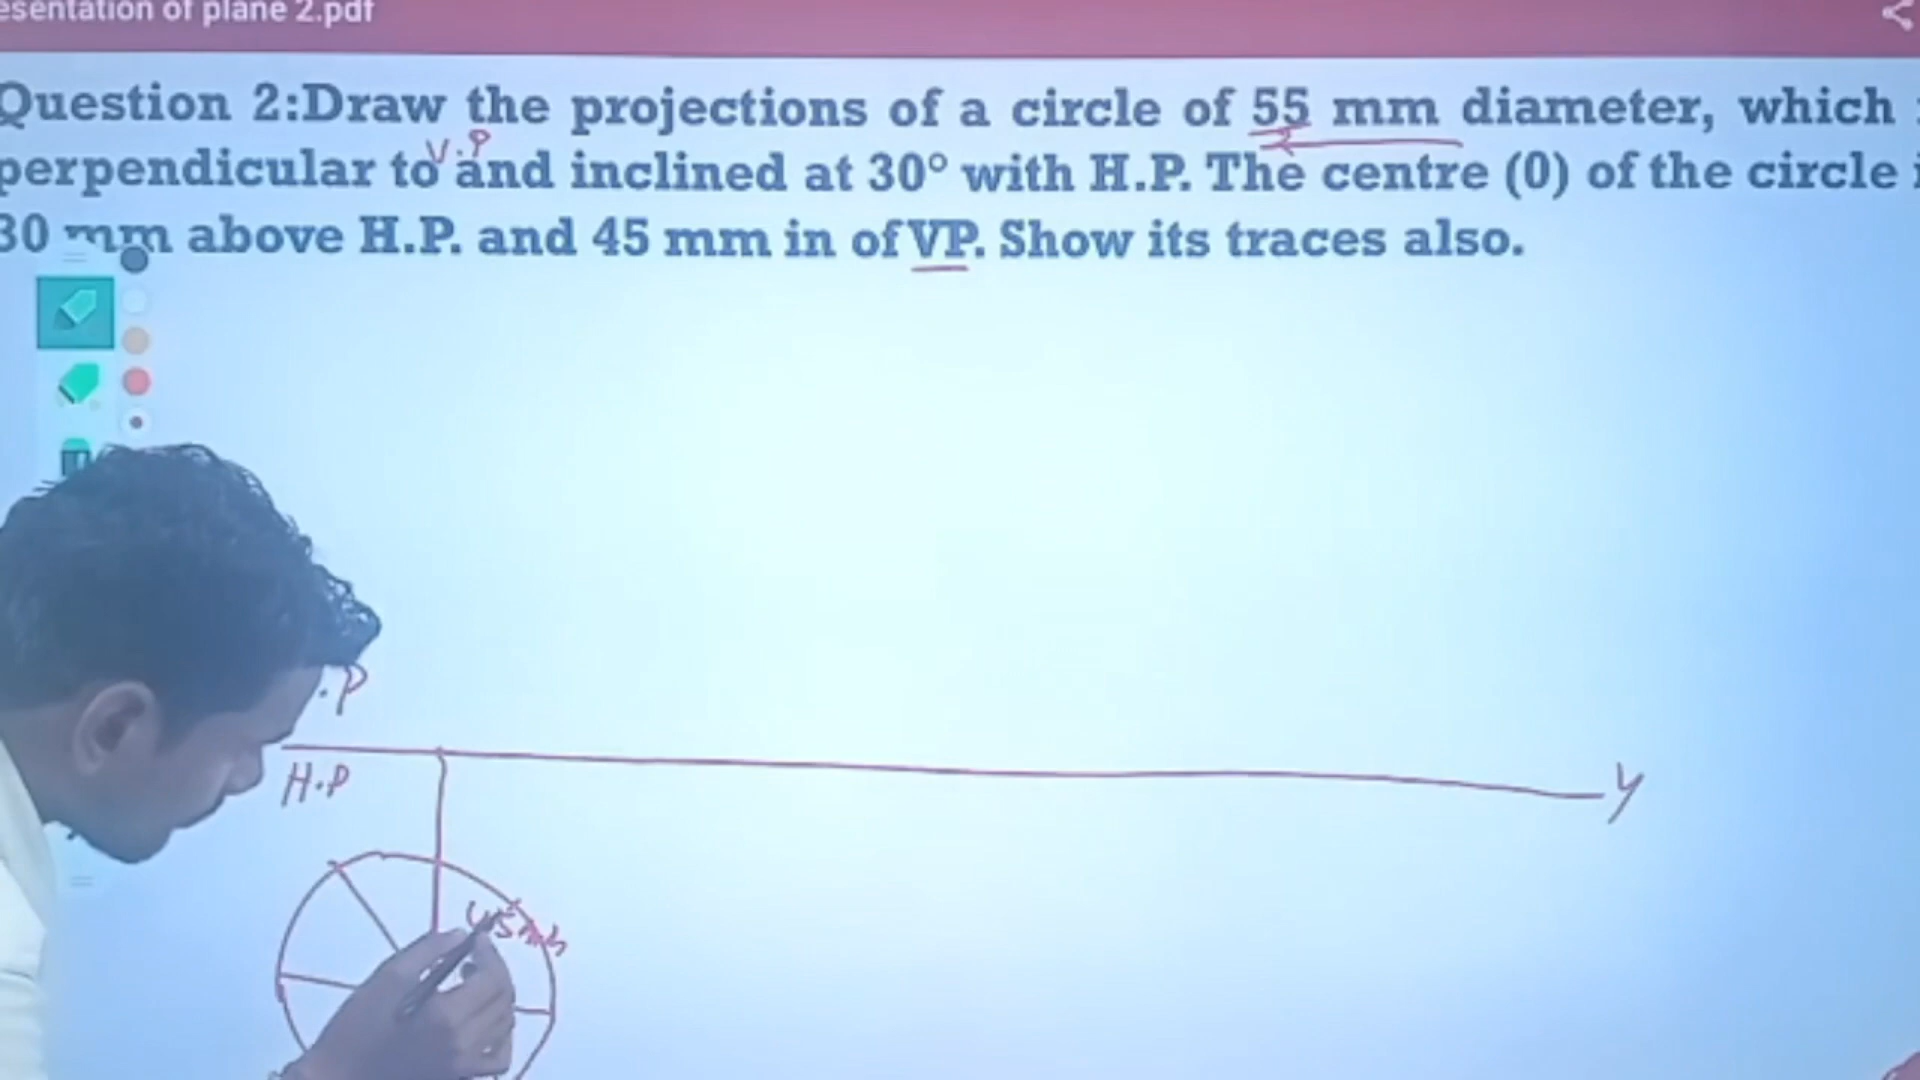 esentation of plane 2.pdf
Question 2:Draw the projections of a circle of 55 mm diameter, which
V.P
perpendicular to and inclined at 30° with H.P. The centre (0) of the circle i
30 mm above H.P. and 45 mm in of VP. Show its traces also.
.P
H.P
y
45